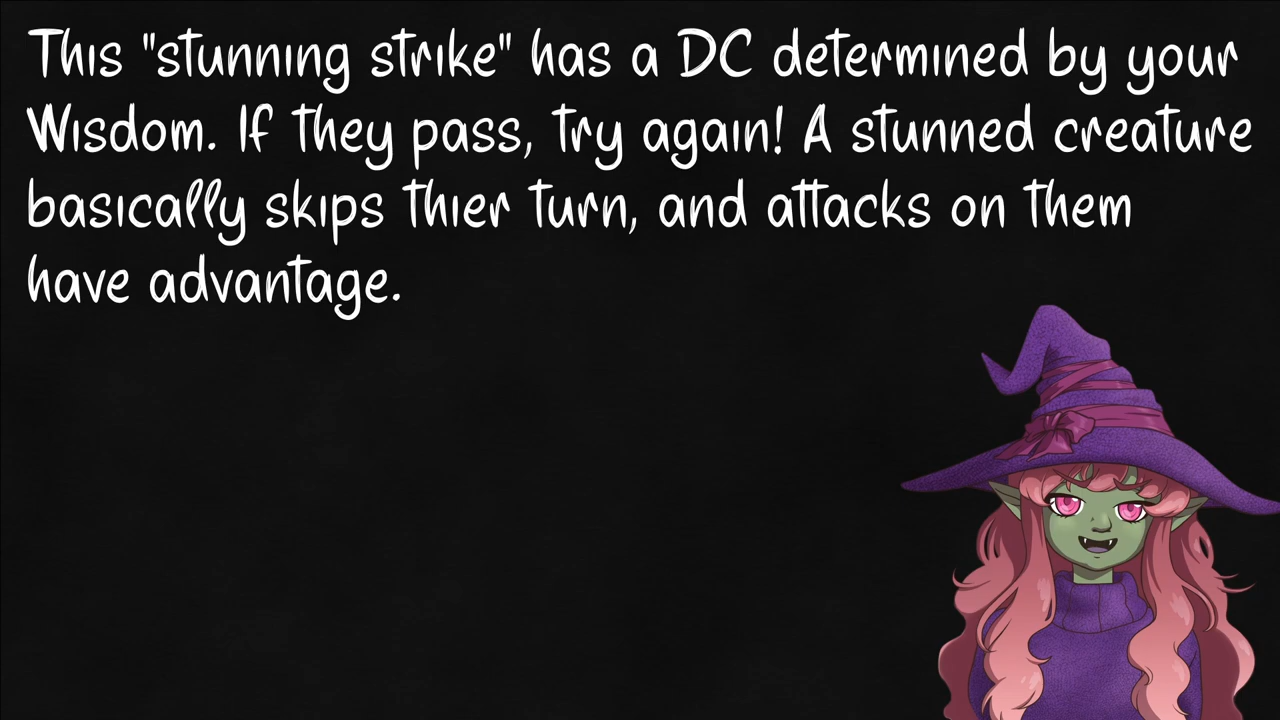 This "stunning strike" has a DC determined by your
Wisdom. If they pass, try again! A stunned creature
basically skips thier turn, and attacks on them
have advantage.